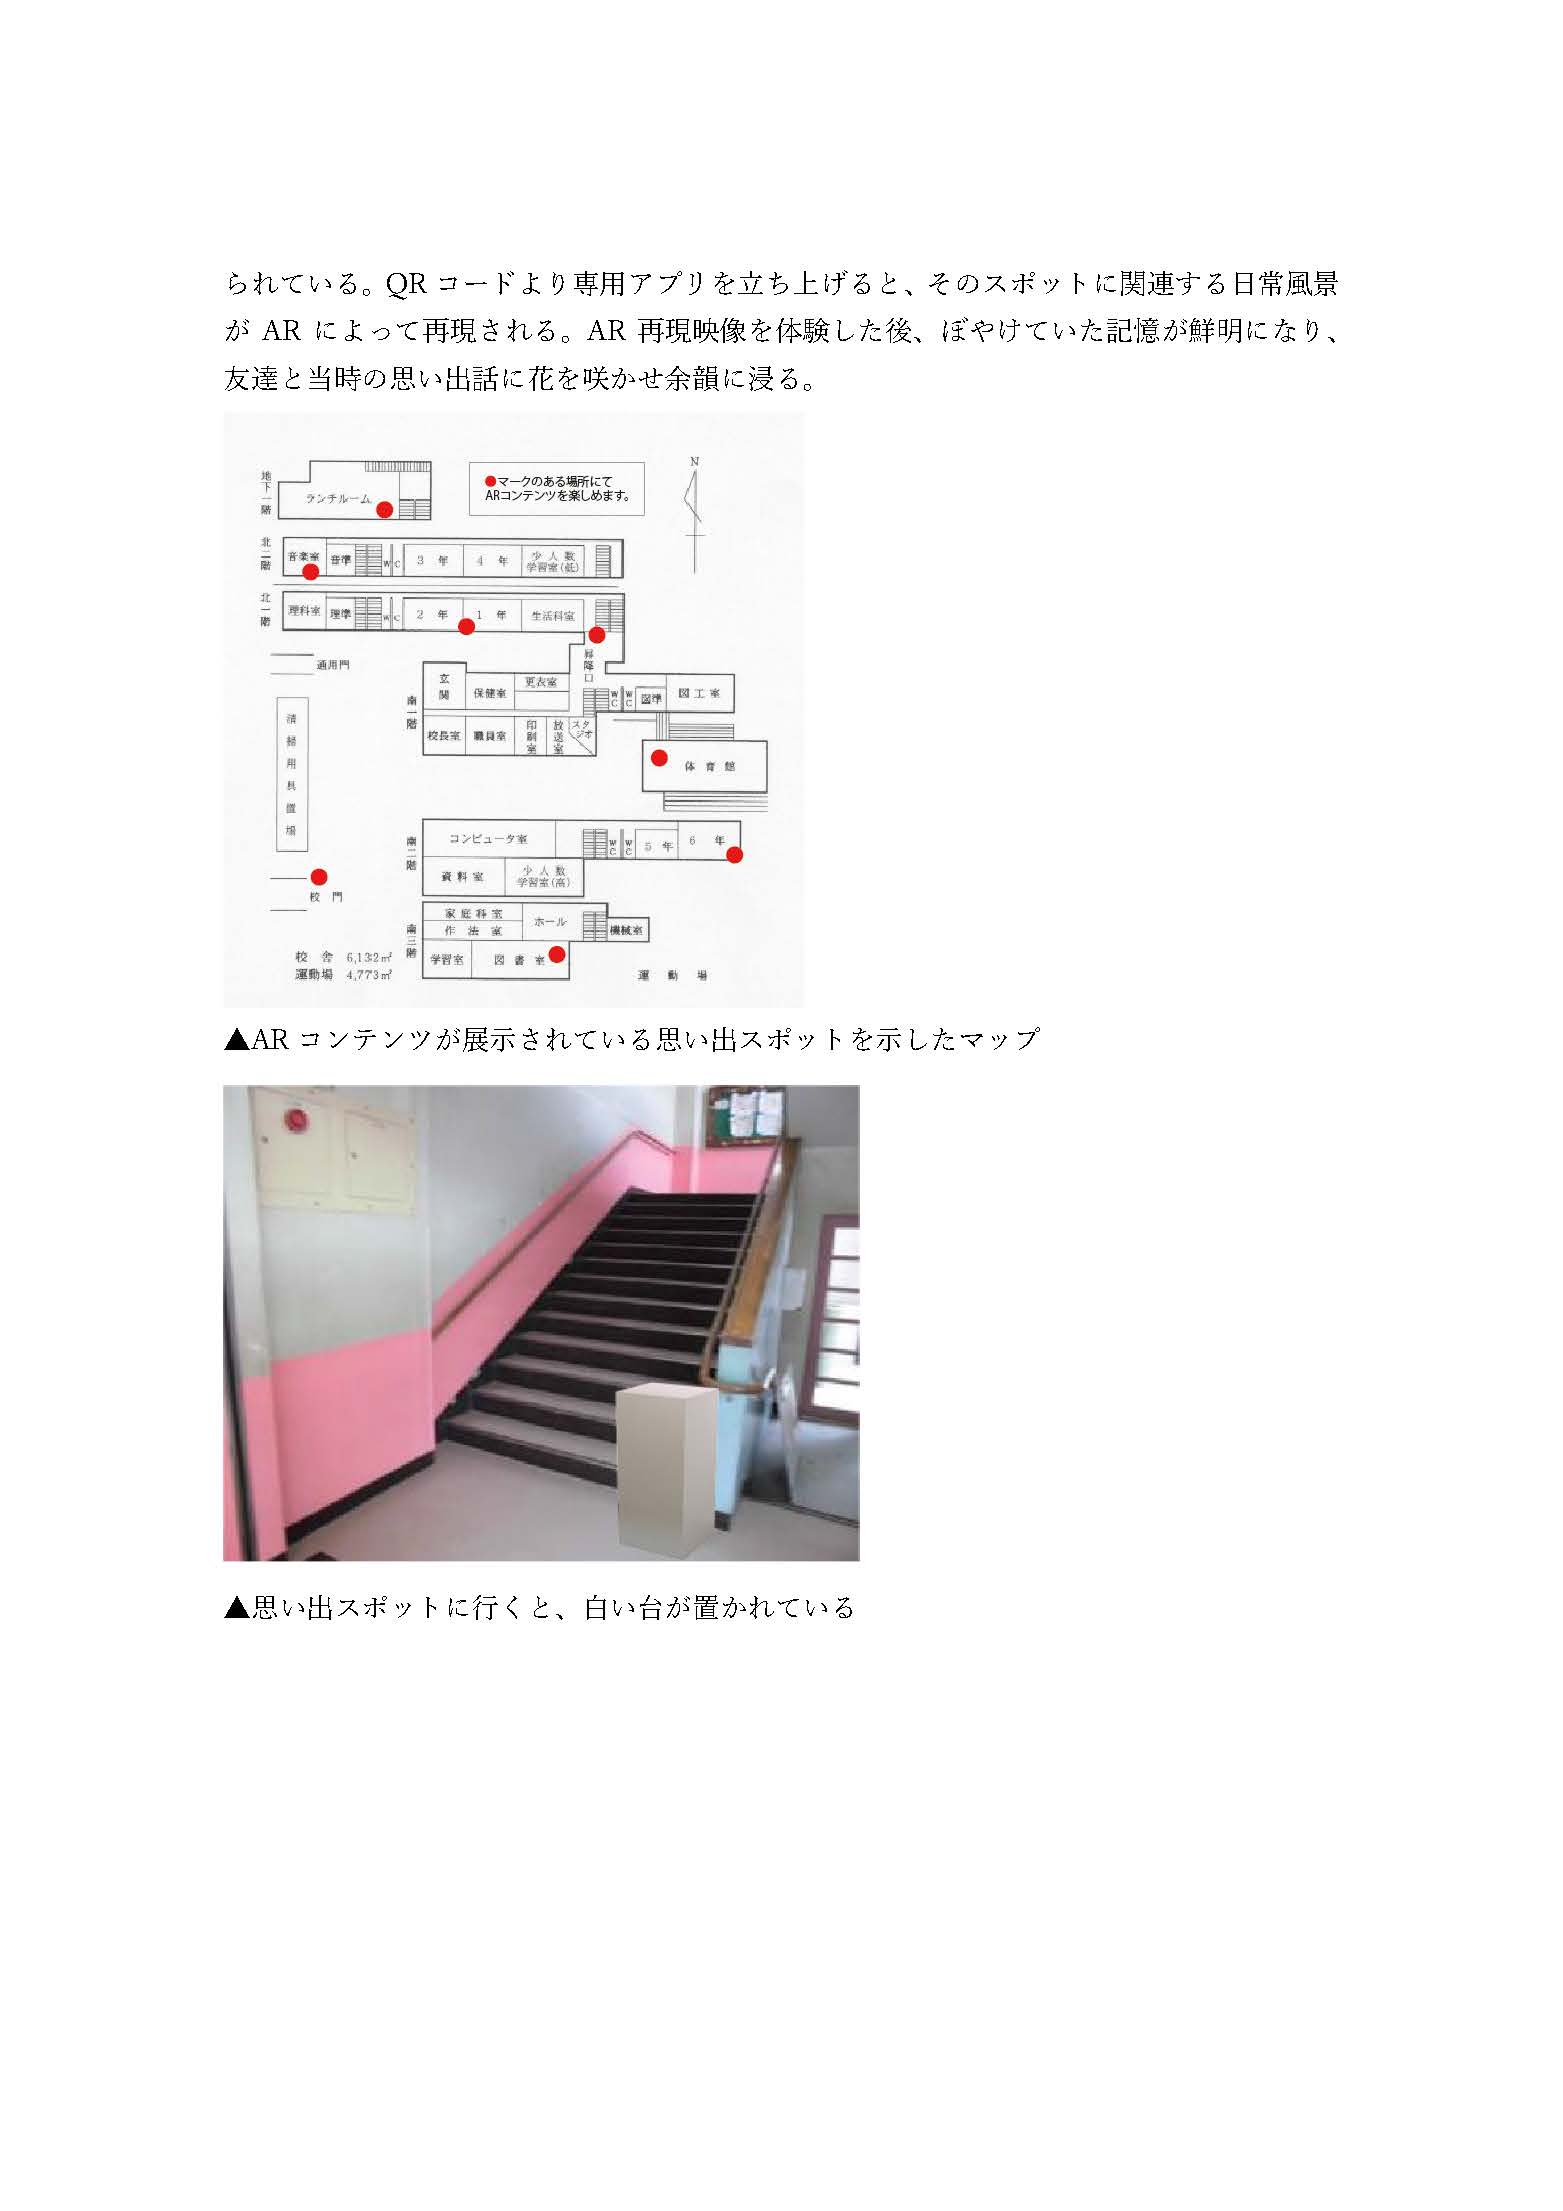 られている。QR コードより専用アプリを立ち上げると、そのスポットに関連する日常風景
が AR によって再現される。AR 再現映像を体験した後、ぼやけていた記憶が鮮明になり、
友達と当時の思い出話に花を咲かせ余韻に浸る。
地下一階
ランチルーム
●マークのある場所にて
ARコンテンツを楽しめます。
N
北二階
音楽室 音準 WC 3年 4年 少人数学習室(低)
北一階
理科室 理準 WC 2年 1年 生活科室
昇降口
通用門
南一階
玄関 保健室 更衣室 WC WC 図準 図工室
校長室 職員室 印刷室 放送室 スタジオ
体育館
清掃用具置場
南二階
コンピュータ室 WC WC 5年 6年
資料室 少人数学習室(高)
校門
南三階
家庭科室 ホール
作法室 機械室
学習室 図書室
校舎 6,132㎡
運動場 4,773㎡
運動場
▲AR コンテンツが展示されている思い出スポットを示したマップ
▲思い出スポットに行くと、白い台が置かれている